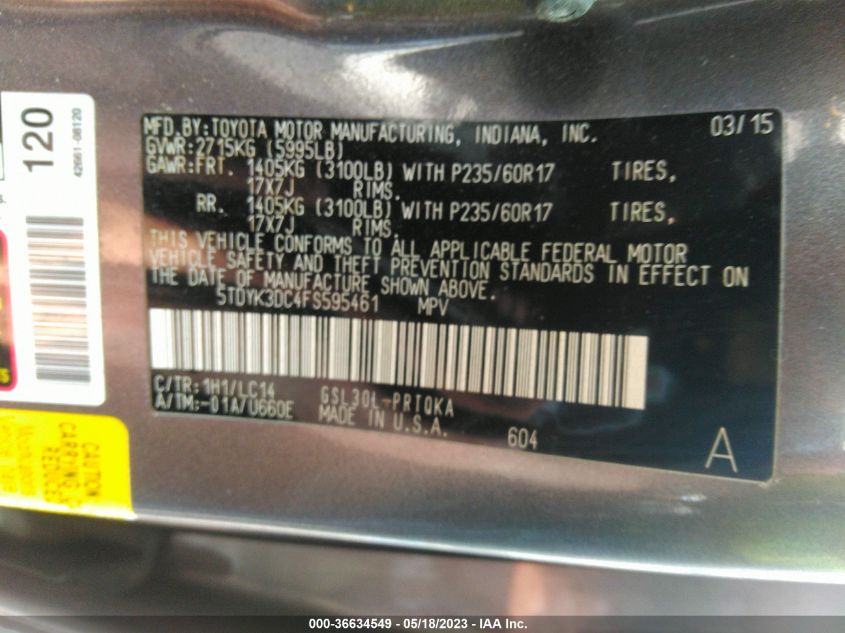 120
42661-08120
MFD.BY:TOYOTA MOTOR MANUFACTURING, INDIANA, INC. 03/15
GVWR:2715KG (5995LB)
GAWR:FRT. 1405KG (3100LB) WITH P235/60R17 TIRES,
17X7J RIMS.
RR. 1405KG (3100LB) WITH P235/60R17 TIRES,
17X7J RIMS.
THIS VEHICLE CONFORMS TO ALL APPLICABLE FEDERAL MOTOR
VEHICLE SAFETY AND THEFT PREVENTION STANDARDS IN EFFECT ON
THE DATE OF MANUFACTURE SHOWN ABOVE.
5TDYK3DC4FS595461 MPV
C/TR:1H1/LC14 GSL30L-PRTQKA
A/TM:-01A/U660E MADE IN U.S.A.
604
A
CAUTION
CARRYING
REDUCED
000-36634549 — 05/18/2023 — IAA Inc.